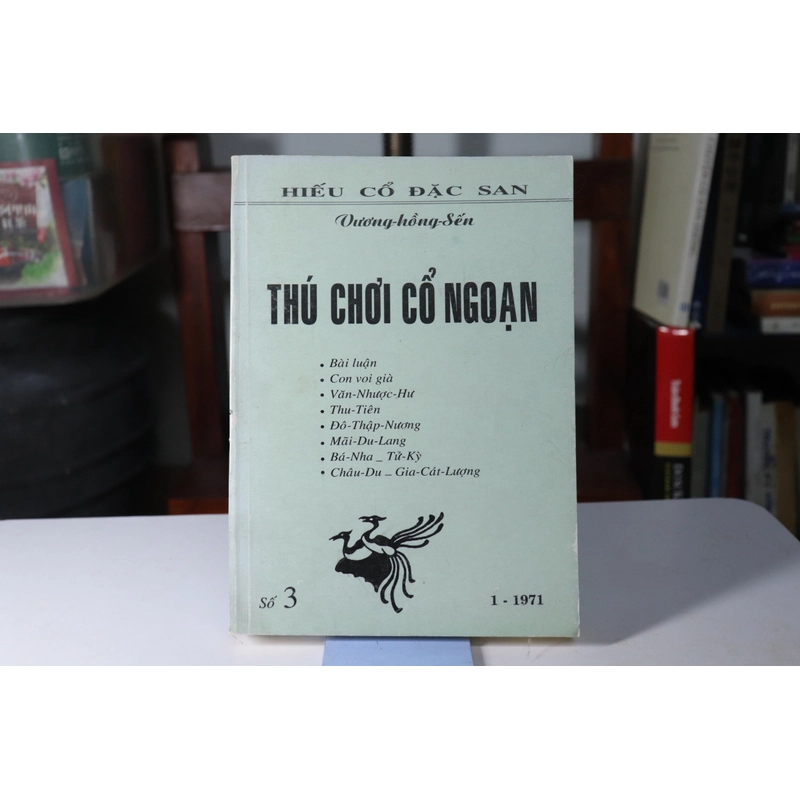 HIẾU CỔ ĐẶC SAN
Vương-hồng-Sến
THÚ CHƠI CỔ NGOẠN
• Bài luận
• Con voi già
• Văn-Nhược-Hư
• Thu-Tiên
• Đô-Thập-Nương
• Mãi-Du-Lang
• Bá-Nha _ Tử-Kỳ
• Châu-Du _ Gia-Cát-Lượng
Số 3
1 - 1971